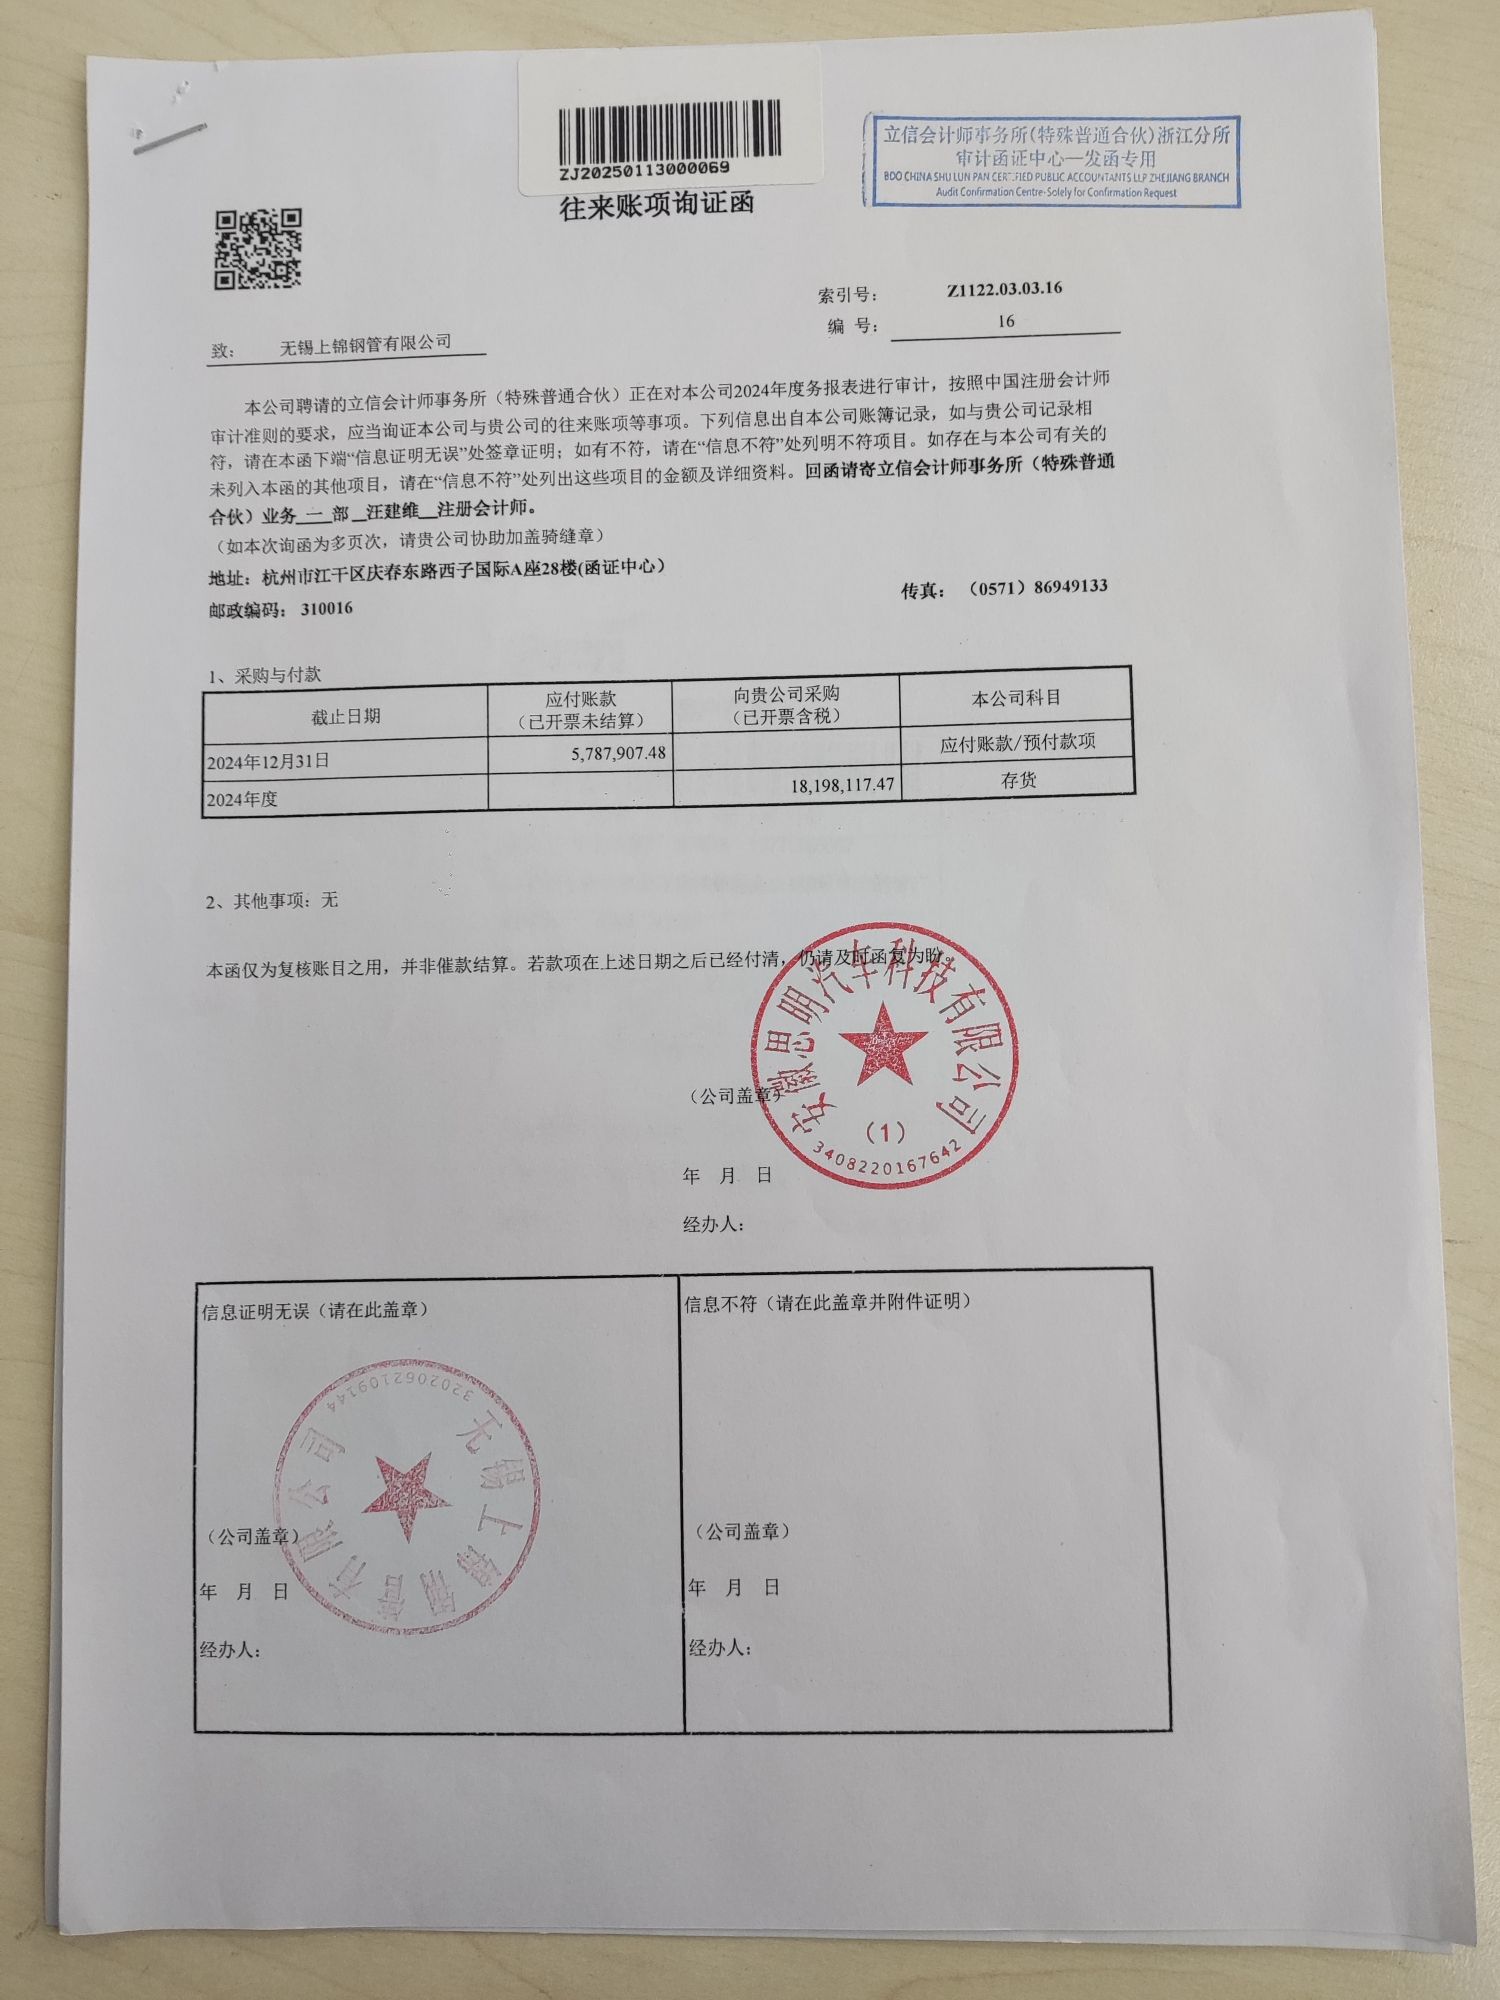 ZJ20250113000069
立信会计师事务所(特殊普通合伙)浙江分所
审计函证中心—发函专用
BDO CHINA SHU LUN PAN CERTIFIED PUBLIC ACCOUNTANTS LLP ZHEJIANG BRANCH
Audit Confirmation Centre-Solely for Confirmation Request
往来账项询证函
索引号： Z1122.03.03.16
编 号： 16
致： 无锡上锦钢管有限公司
本公司聘请的立信会计师事务所（特殊普通合伙）正在对本公司2024年度务报表进行审计，按照中国注册会计师
审计准则的要求，应当询证本公司与贵公司的往来账项等事项。下列信息出自本公司账簿记录，如与贵公司记录相
符，请在本函下端“信息证明无误”处签章证明；如有不符，请在“信息不符”处列明不符项目。如存在与本公司有关的
未列入本函的其他项目，请在“信息不符”处列出这些项目的金额及详细资料。回函请寄立信会计师事务所（特殊普通
合伙）业务 一 部 汪建维 注册会计师。
（如本次询函为多页次，请贵公司协助加盖骑缝章）
地址：杭州市江干区庆春东路西子国际A座28楼(函证中心）
邮政编码： 310016 传真： （0571）86949133
1、采购与付款
截止日期 应付账款（已开票未结算） 向贵公司采购（已开票含税） 本公司科目
2024年12月31日 5,787,907.48 应付账款/预付款项
2024年度 18,198,117.47 存货
2、其他事项：无
本函仅为复核账目之用，并非催款结算。若款项在上述日期之后已经付清，仍请及时函复为盼。
安徽思明汽车科技有限公司
（1）
3408220167642
（公司盖章）
年 月 日
经办人：
信息证明无误（请在此盖章）
无锡上锦钢管有限公司
3202062109144
（公司盖章）
年 月 日
经办人：
信息不符（请在此盖章并附件证明）
（公司盖章）
年 月 日
经办人：